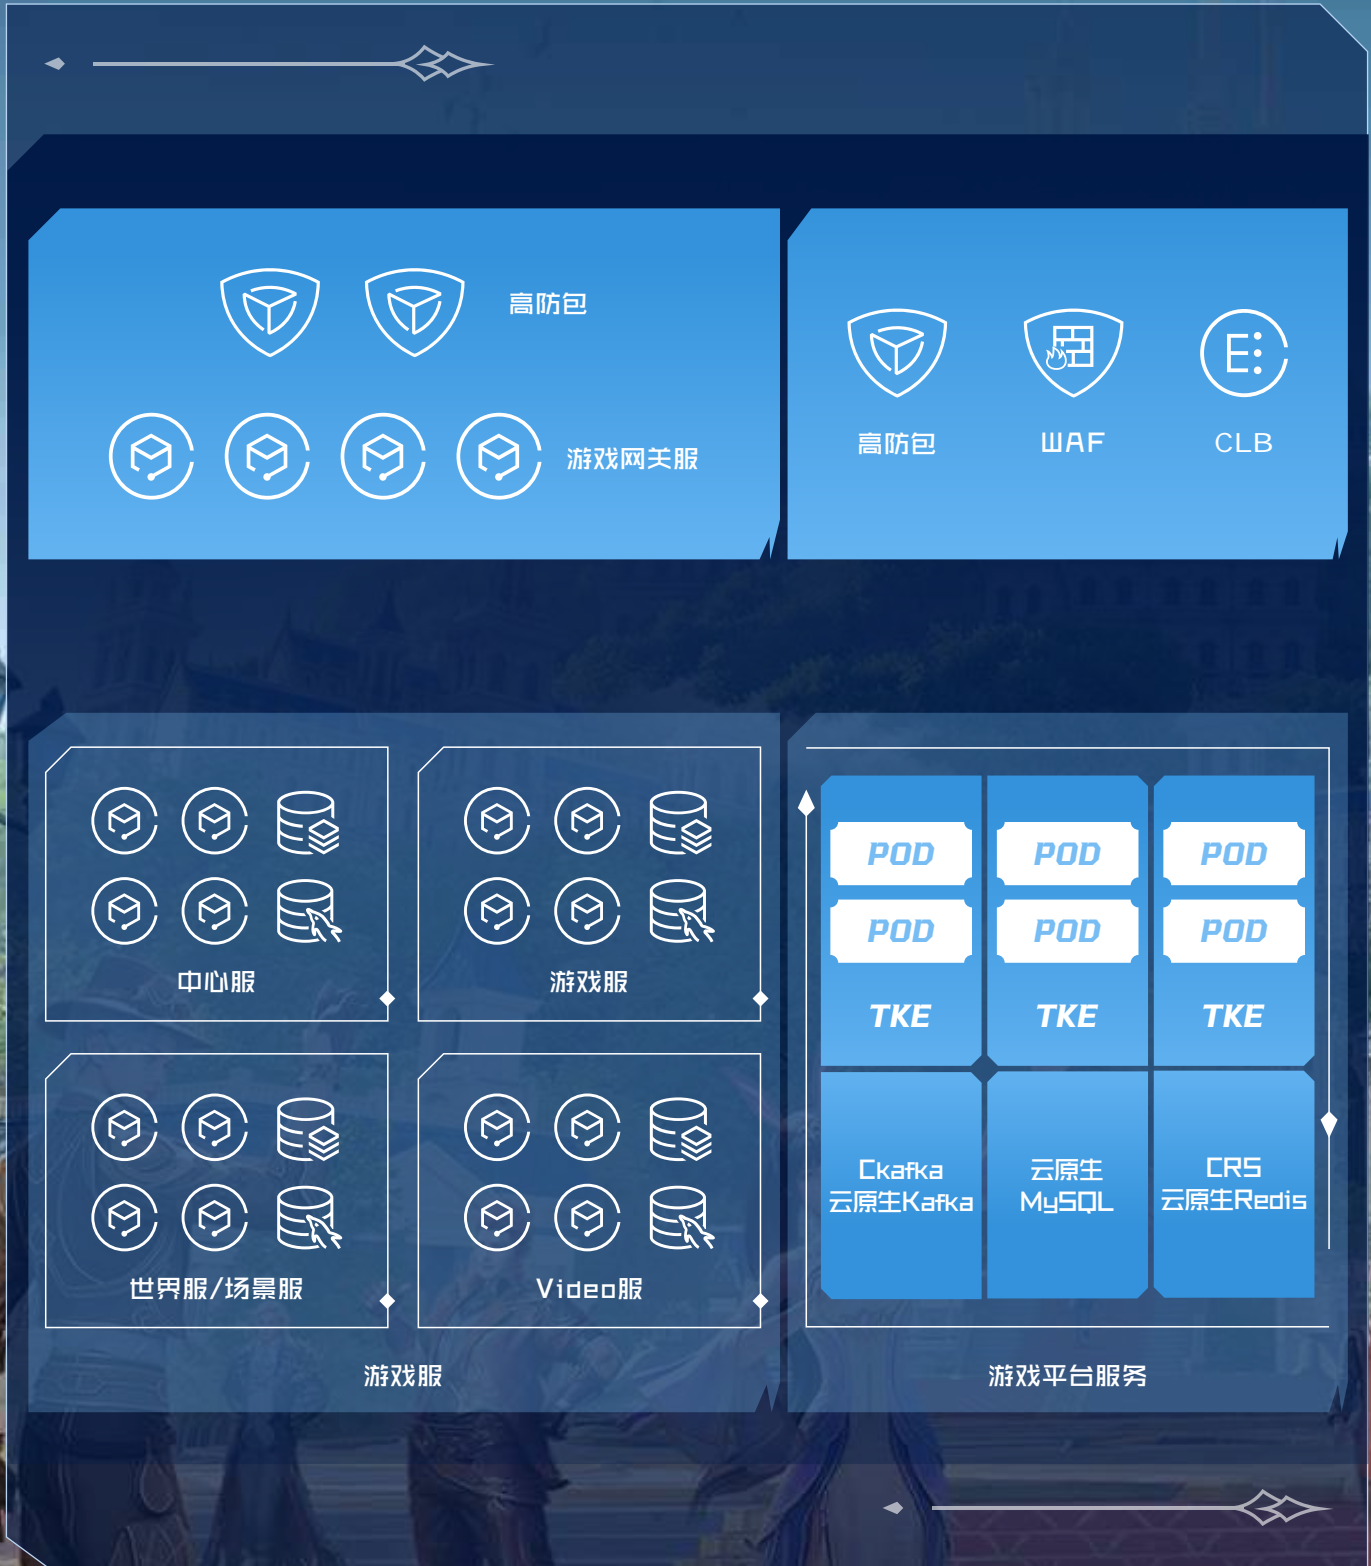 高防包
游戏网关服
高防包
WAF
CLB
中心服
游戏服
世界服/场景服
Video服
游戏服
POD
POD
POD
POD
POD
POD
TKE
TKE
TKE
Ckafka
云原生Kafka
云原生
MySQL
CRS
云原生Redis
游戏平台服务